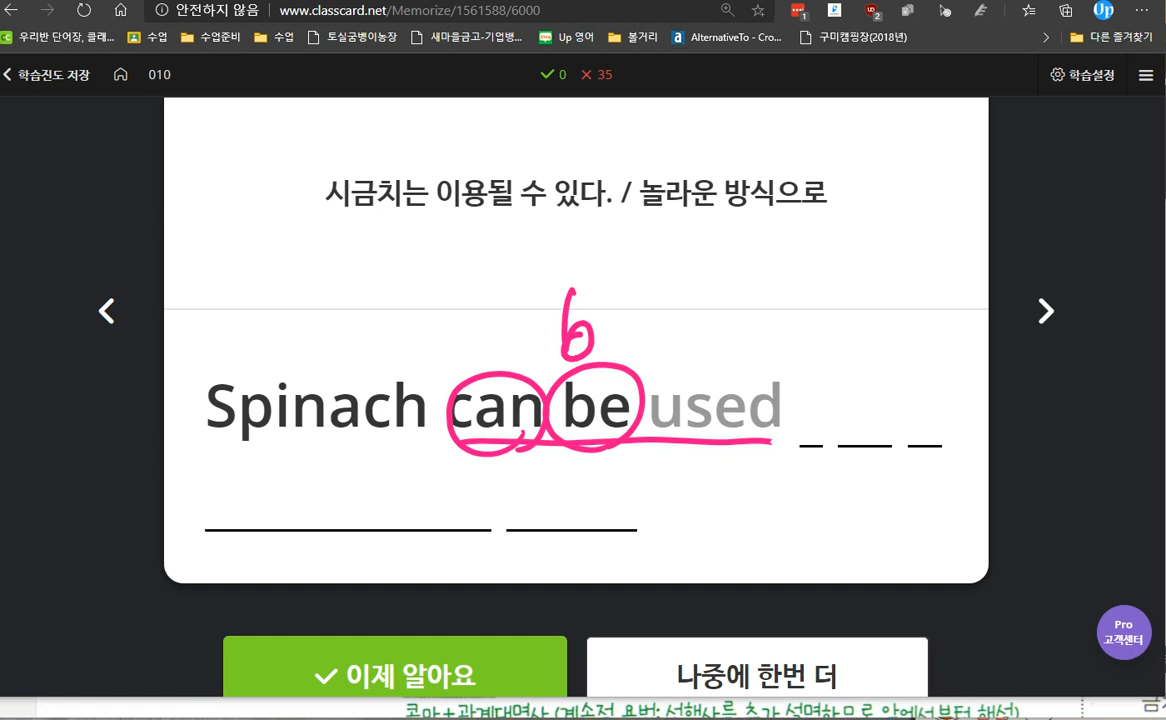 안전하지 않음 | www.classcard.net/Memorize/1561588/6000
우리반 단어장, 클래... 수업 수업준비 수업 토실굼벵이농장 새마을금고-기업뱅... Up 영어 볼거리 AlternativeTo - Cro... 구미캠핑장(2018년) 다른 즐겨찾기
학습진도 저장 010 0 35 학습설정
시금치는 이용될 수 있다. / 놀라운 방식으로
b
Spinach can be used
Pro
고객센터
이제 알아요 나중에 한번 더